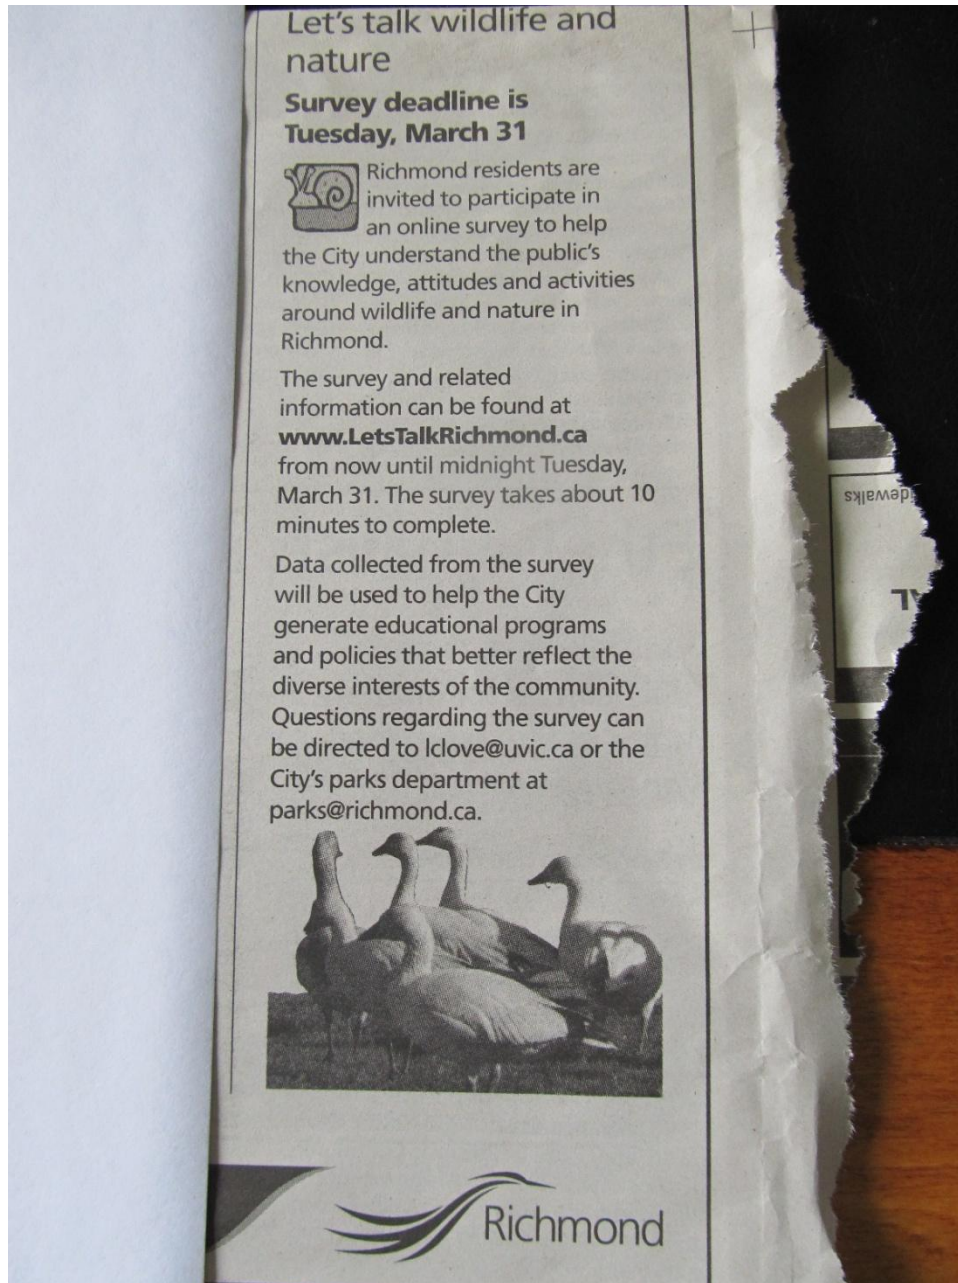 Let's talk wildlife and
nature
Survey deadline is
Tuesday, March 31
Richmond residents are
invited to participate in
an online survey to help
the City understand the public's
knowledge, attitudes and activities
around wildlife and nature in
Richmond.
The survey and related
information can be found at
www.LetsTalkRichmond.ca
from now until midnight Tuesday,
March 31. The survey takes about 10
minutes to complete.
Data collected from the survey
will be used to help the City
generate educational programs
and policies that better reflect the
diverse interests of the community.
Questions regarding the survey can
be directed to lclove@uvic.ca or the
City's parks department at
parks@richmond.ca.
Richmond